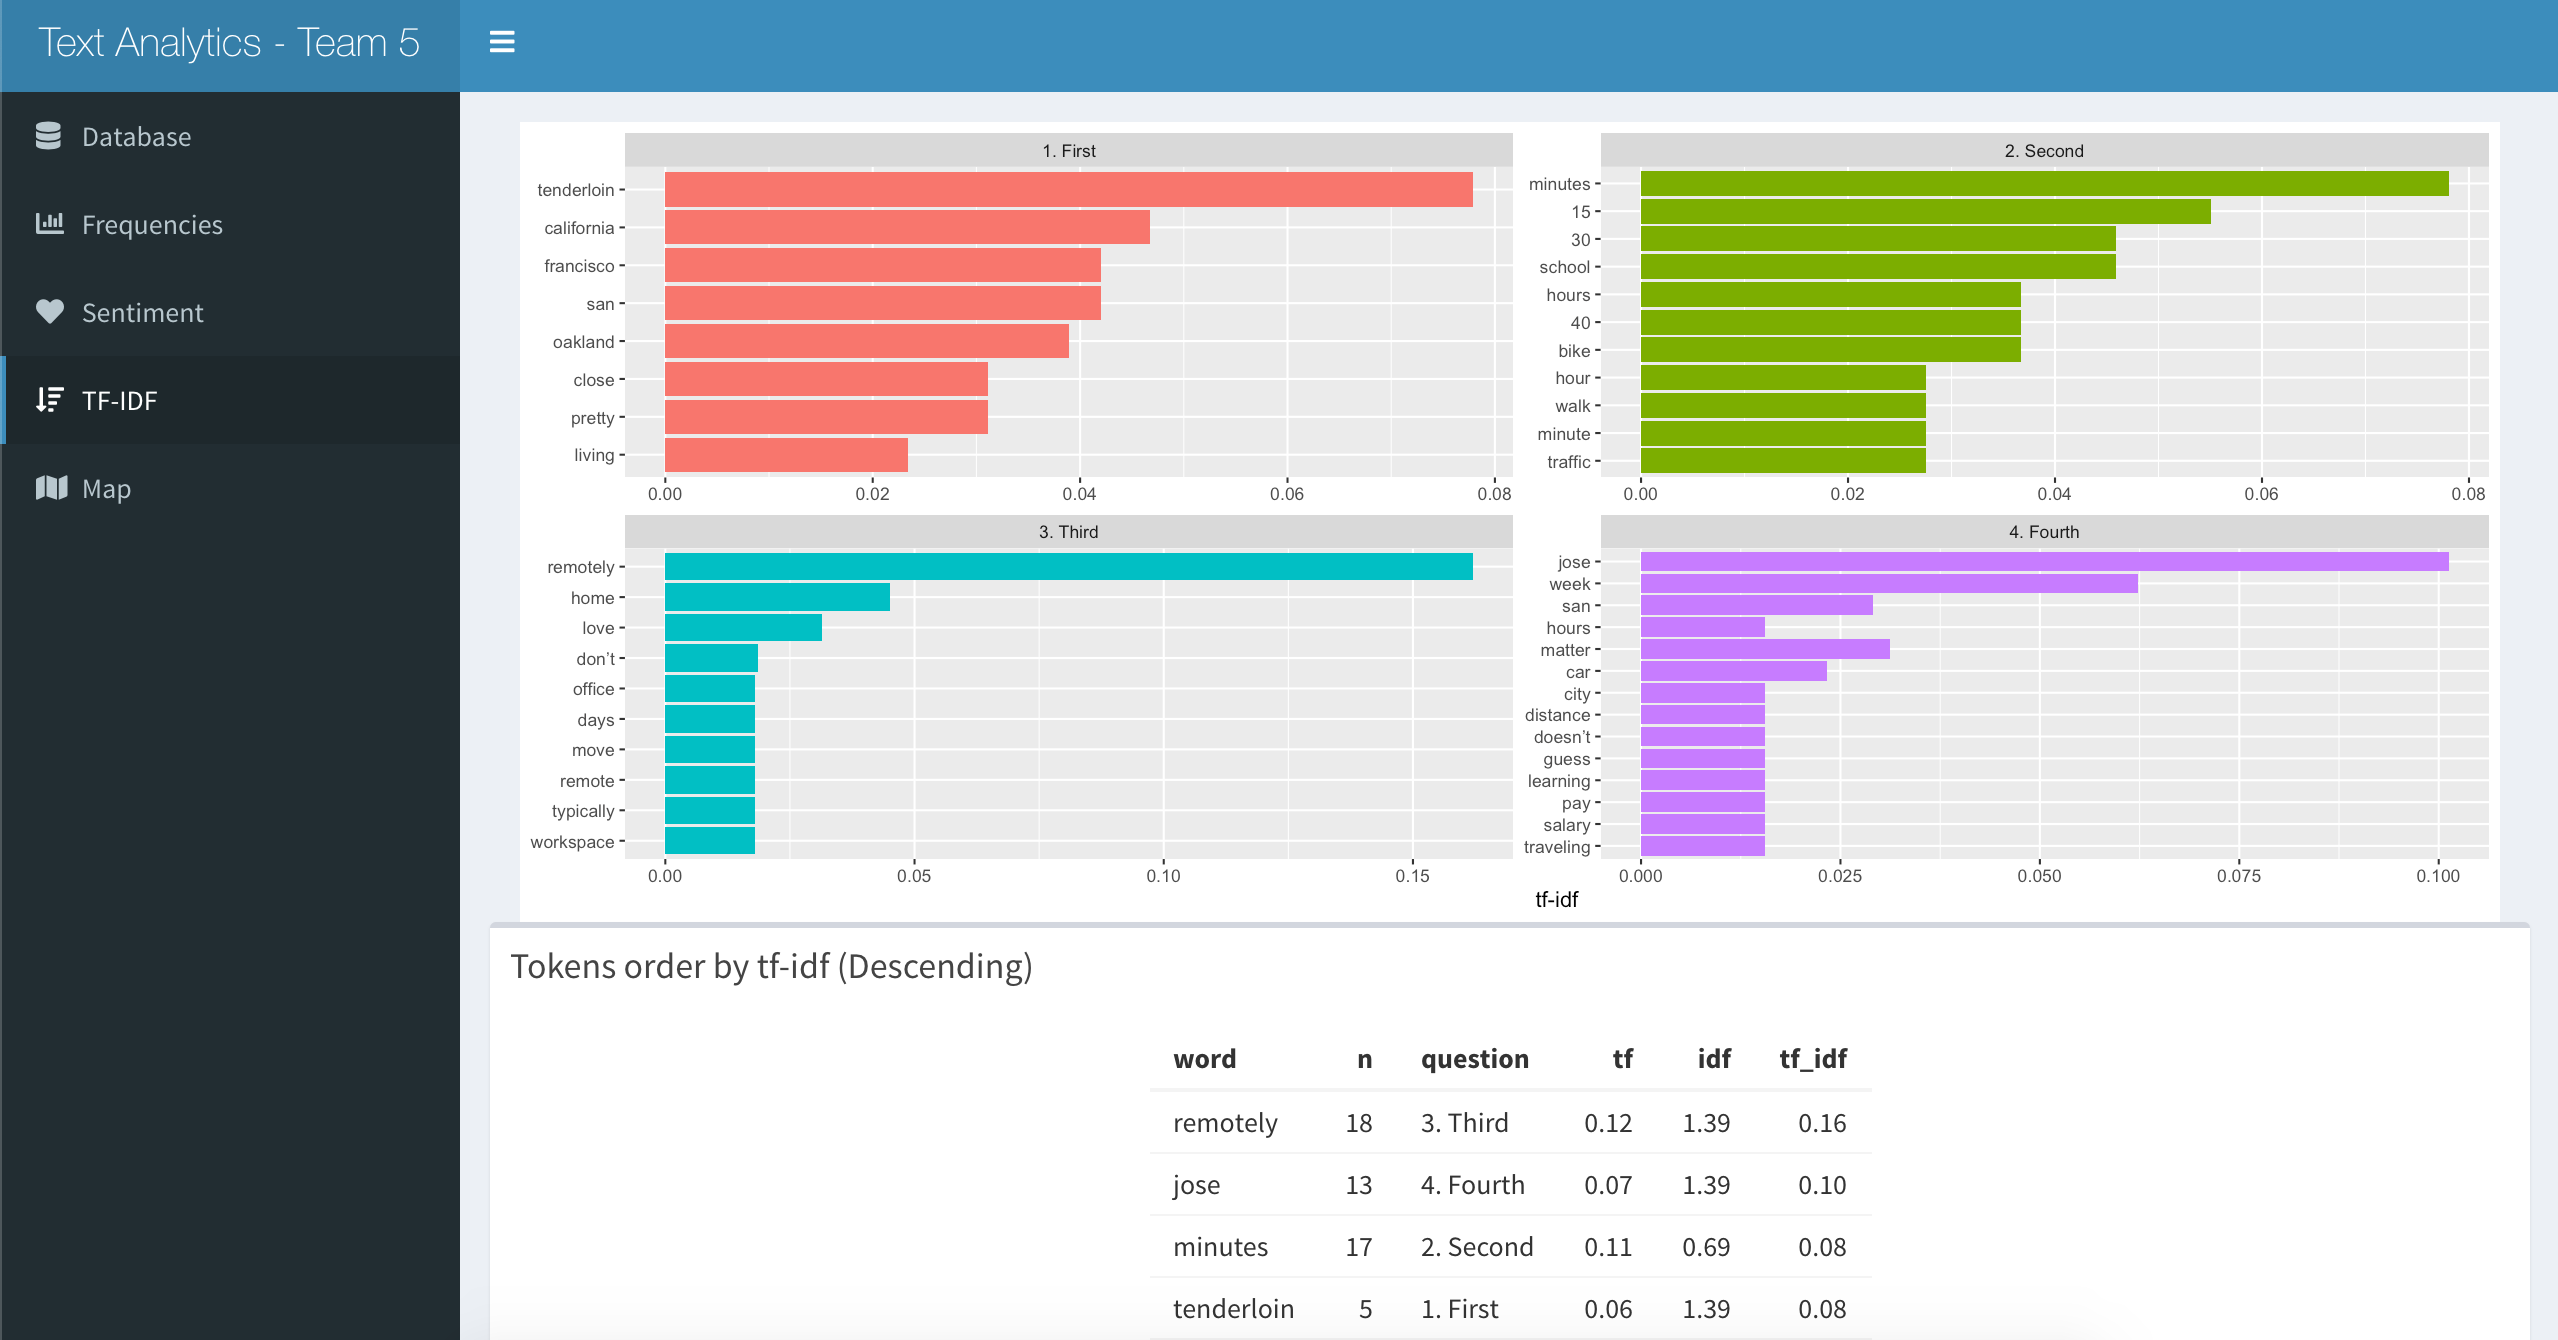 Text Analytics - Team 5
Database
Frequencies
Sentiment
TF-IDF
Map
1. First
tenderloin
california
francisco
san
oakland
close
pretty
living
0.00 0.02 0.04 0.06 0.08
2. Second
minutes
15
30
school
hours
40
bike
hour
walk
minute
traffic
0.00 0.02 0.04 0.06 0.08
3. Third
remotely
home
love
don’t
office
days
move
remote
typically
workspace
0.00 0.05 0.10 0.15
4. Fourth
jose
week
san
hours
matter
car
city
distance
doesn’t
guess
learning
pay
salary
traveling
0.000 0.025 0.050 0.075 0.100
tf-idf
Tokens order by tf-idf (Descending)
word n question tf idf tf_idf
remotely 18 3. Third 0.12 1.39 0.16
jose 13 4. Fourth 0.07 1.39 0.10
minutes 17 2. Second 0.11 0.69 0.08
tenderloin 5 1. First 0.06 1.39 0.08